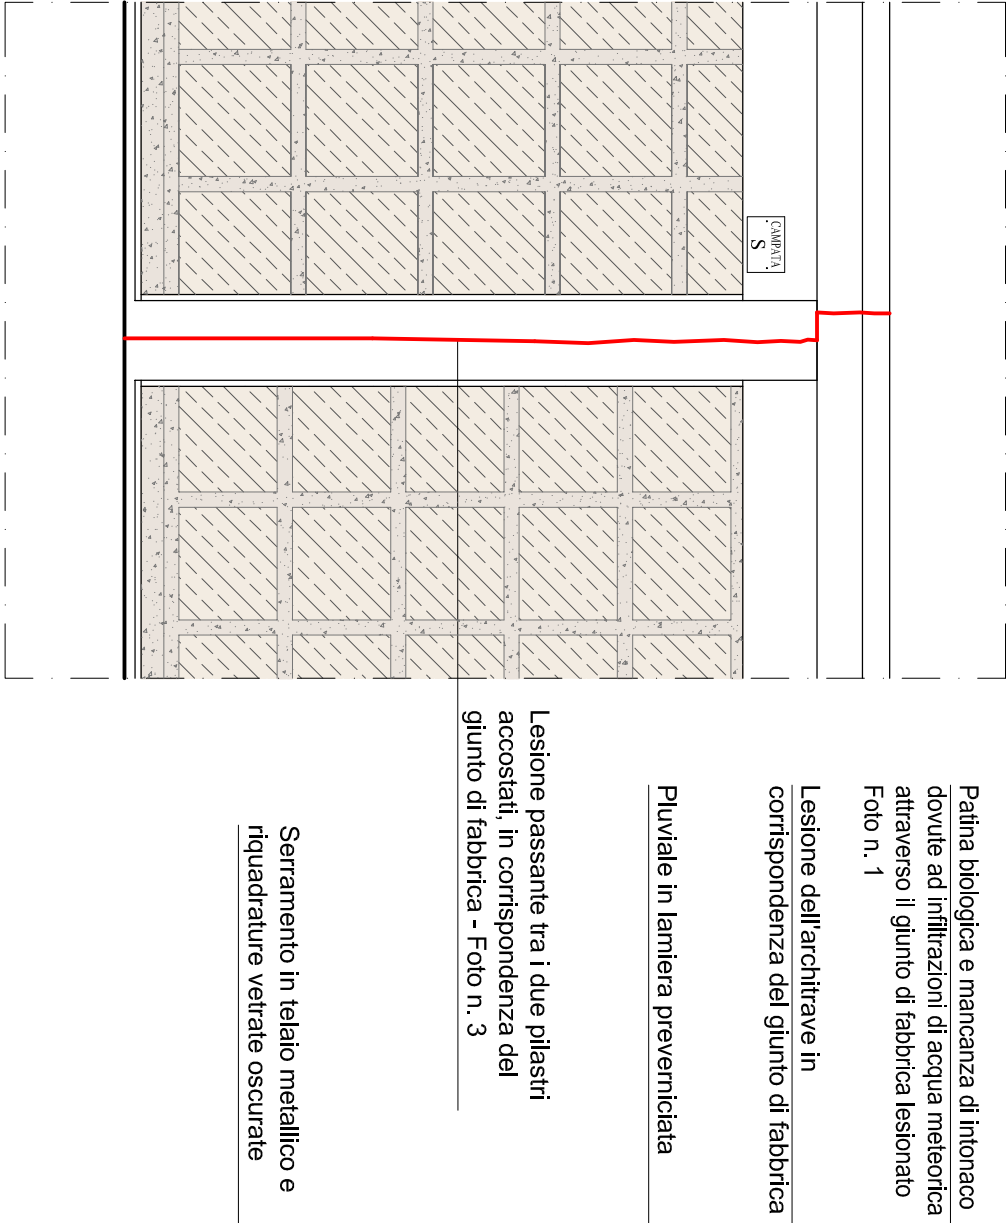 CAMPATA
S
Patina biologica e mancanza di intonaco
dovute ad infiltrazioni di acqua meteorica
attraverso il giunto di fabbrica lesionato
Foto n. 1
Lesione dell'architrave in
corrispondenza del giunto di fabbrica
Pluviale in lamiera preverniciata
Lesione passante tra i due pilastri
accostati, in corrispondenza del
giunto di fabbrica - Foto n. 3
Serramento in telaio metallico e
riquadrature vetrate oscurate